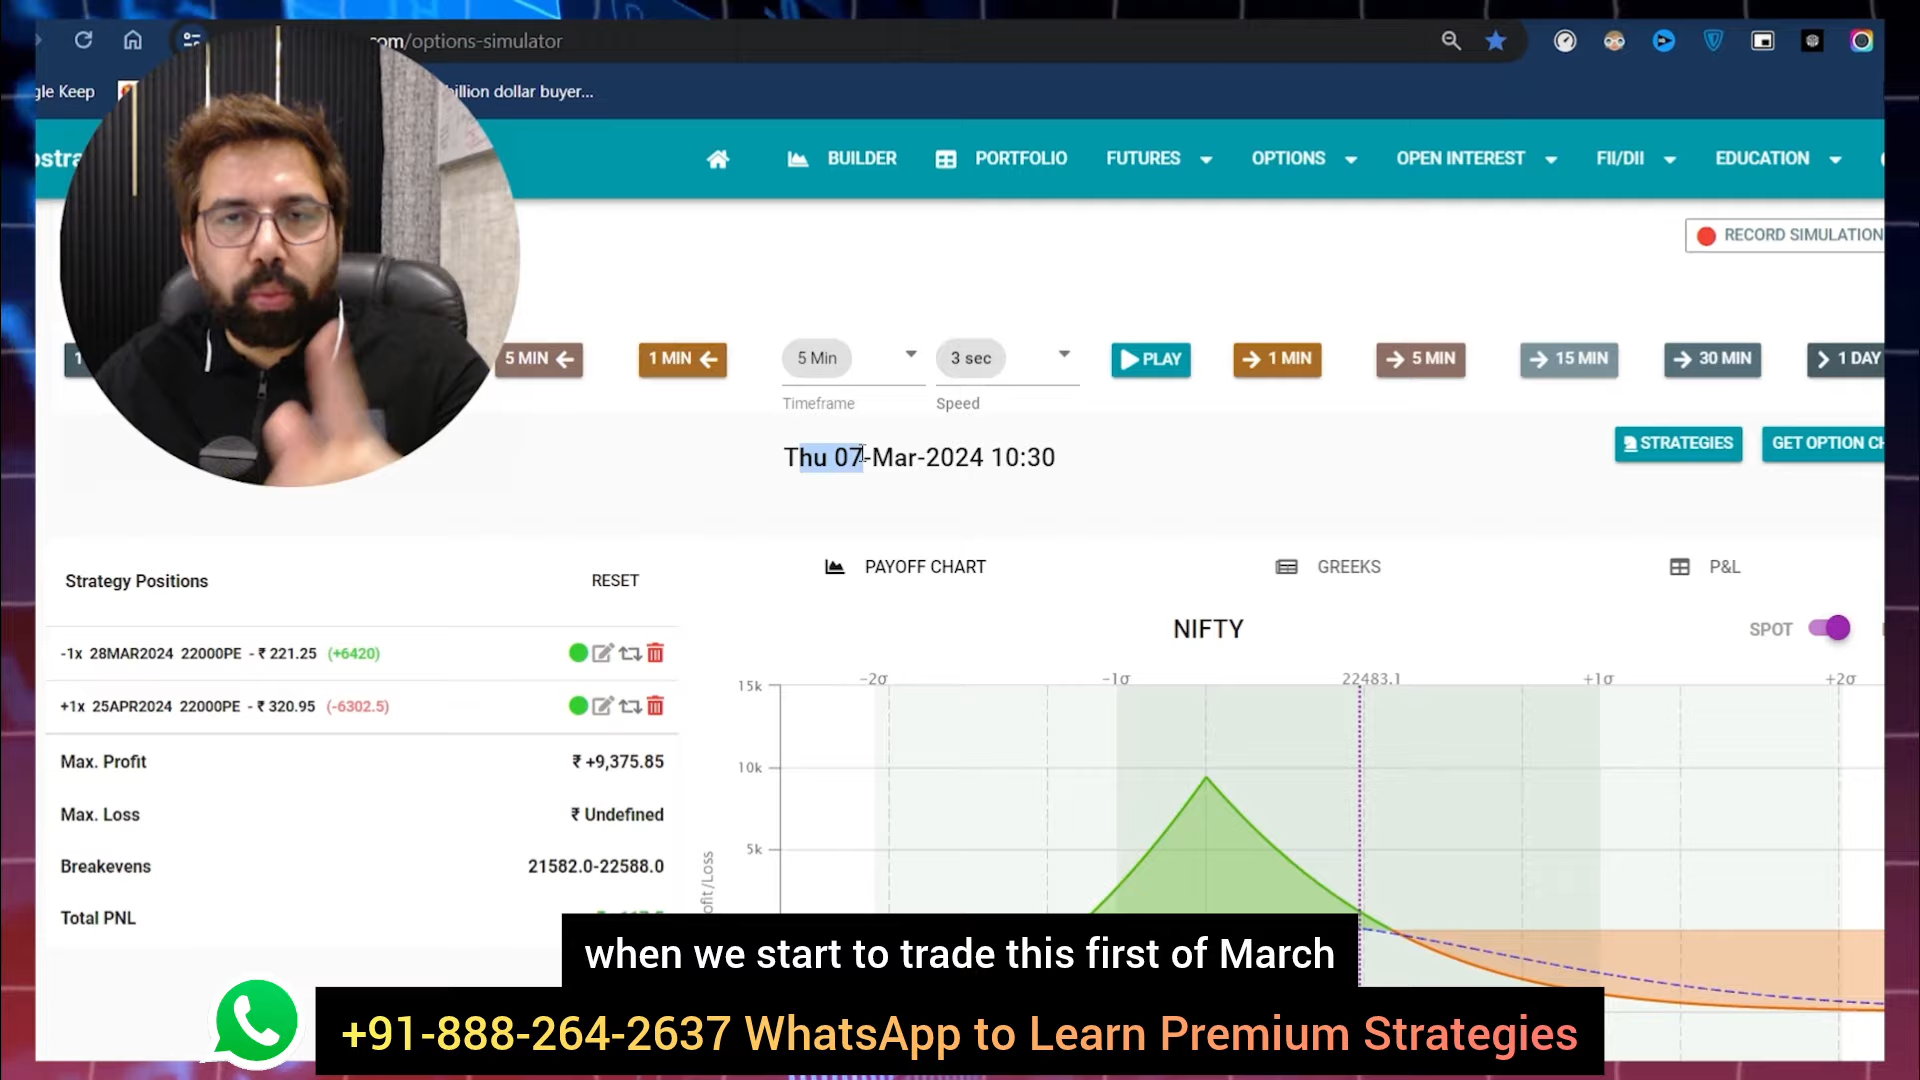 com/options-simulator
gle Keep
billion dollar buyer...
ostra
BUILDER
PORTFOLIO
FUTURES
OPTIONS
OPEN INTEREST
FII/DII
EDUCATION
RECORD SIMULATION
5 MIN
1 MIN
5 Min
3 sec
PLAY
1 MIN
5 MIN
15 MIN
30 MIN
1 DAY
Timeframe
Speed
Thu 07-Mar-2024 10:30
STRATEGIES
GET OPTION CH
Strategy Positions
RESET
PAYOFF CHART
GREEKS
P&L
NIFTY
SPOT
-1x 28MAR2024 22000PE - ₹ 221.25 (+6420)
+1x 25APR2024 22000PE - ₹ 320.95 (-6302.5)
Max. Profit ₹ +9,375.85
Max. Loss ₹ Undefined
Breakevens 21582.0-22588.0
Total PNL
-2σ
-1σ
22483.1
+1σ
+2σ
15k
10k
5k
ofit/Loss
when we start to trade this first of March
+91-888-264-2637 WhatsApp to Learn Premium Strategies